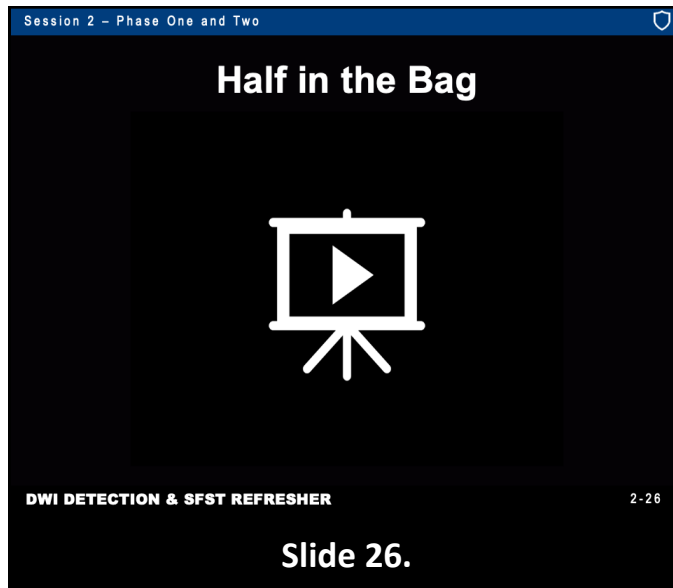 Session 2 – Phase One and Two
Half in the Bag
DWI DETECTION & SFST REFRESHER
2-26
Slide 26.